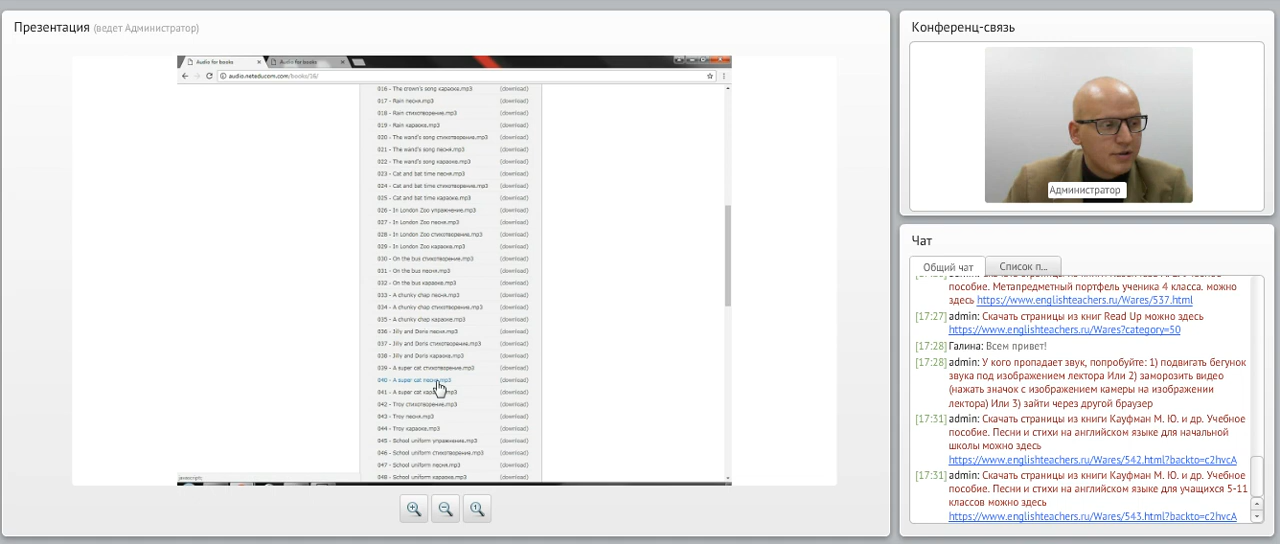 Презентация (ведет Администратор)
Audio for books
Audio for books
audio.neteducom.com/books/16/
016 - The crown's song караоке.mp3 (download)
017 - Rain песня.mp3 (download)
018 - Rain стихотворение.mp3 (download)
019 - Rain караоке.mp3 (download)
020 - The wand's song стихотворение.mp3 (download)
021 - The wand's song песня.mp3 (download)
022 - The wand's song караоке.mp3 (download)
023 - Cat and bat time песня.mp3 (download)
024 - Cat and bat time стихотворение.mp3 (download)
025 - Cat and bat time караоке.mp3 (download)
026 - In London Zoo упражнение.mp3 (download)
027 - In London Zoo песня.mp3 (download)
028 - In London Zoo стихотворение.mp3 (download)
029 - In London Zoo караоке.mp3 (download)
030 - On the bus стихотворение.mp3 (download)
031 - On the bus песня.mp3 (download)
032 - On the bus караоке.mp3 (download)
033 - A chunky chap песня.mp3 (download)
034 - A chunky chap стихотворение.mp3 (download)
035 - A chunky chap караоке.mp3 (download)
036 - Jilly and Doris песня.mp3 (download)
037 - Jilly and Doris стихотворение.mp3 (download)
038 - Jilly and Doris караоке.mp3 (download)
039 - A super cat стихотворение.mp3 (download)
040 - A super cat песня.mp3 (download)
041 - A super cat .mp3 (download)
042 - Troy стихотворение.mp3 (download)
043 - Troy песня.mp3 (download)
044 - Troy караоке.mp3 (download)
045 - School uniform упражнение.mp3 (download)
046 - School uniform стихотворение.mp3 (download)
047 - School uniform песня.mp3 (download)
048 - School uniform караоке.mp3 (download)
Конференц-связь
Администратор
Чат
Общий чат
Список п...
пособие. Метапредметный портфель ученика 4 класса. можно
здесь https://www.englishteachers.ru/Wares/537.html
[17:27] admin: Скачать страницы из книг Read Up можно здесь
https://www.englishteachers.ru/Wares?category=50
[17:28] Галина: Всем привет!
[17:28] admin: У кого пропадает звук, попробуйте: 1) подвигать бегунок
звука под изображением лектора Или 2) заморозить видео
(нажать значок с изображением камеры на изображении
лектора) Или 3) зайти через другой браузер
[17:31] admin: Скачать страницы из книги Кауфман М. Ю. и др. Учебное
пособие. Песни и стихи на английском языке для начальной
школы можно здесь
https://www.englishteachers.ru/Wares/542.html?backto=c2hvcA
[17:31] admin: Скачать страницы из книги Кауфман М. Ю. и др. Учебное
пособие. Песни и стихи на английском языке для учащихся 5-11
классов можно здесь
https://www.englishteachers.ru/Wares/543.html?backto=c2hvcA